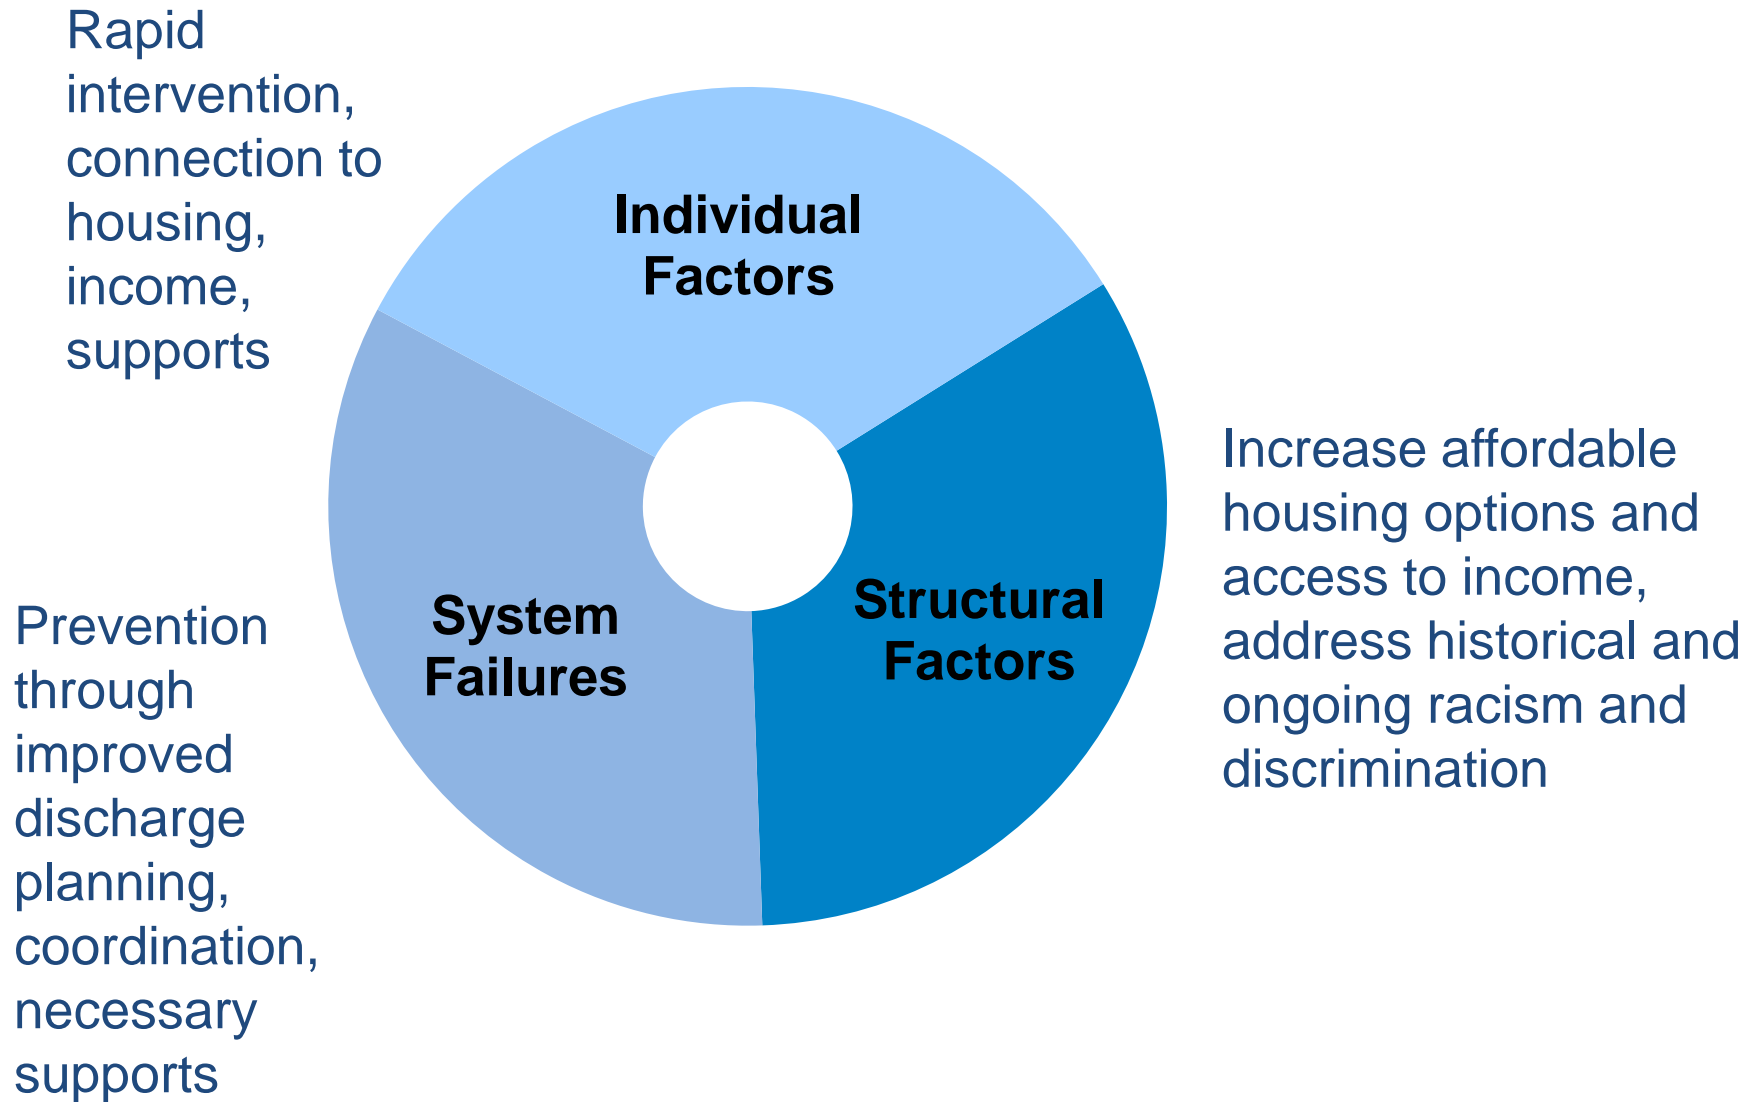 Rapid
intervention,
connection to
housing,
income,
supports
Individual
Factors
Increase affordable
housing options and
access to income,
address historical and
ongoing racism and
discrimination
Structural
Factors
System
Failures
Prevention
through
improved
discharge
planning,
coordination,
necessary
supports